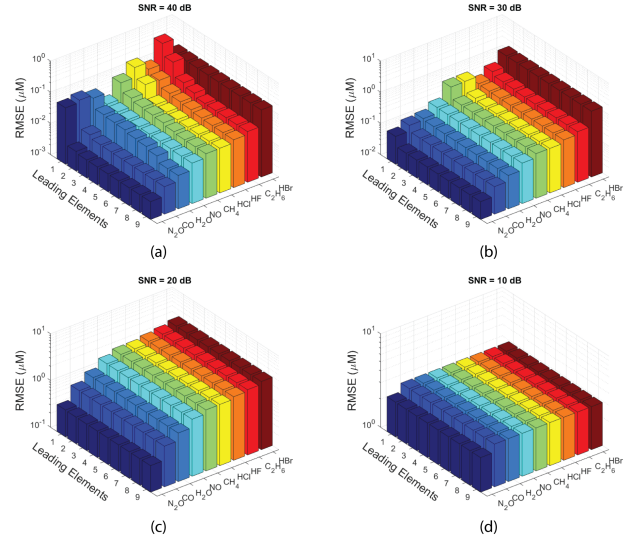 SNR = 40 dB
RMSE (μM)
10^0
10^-1
10^-2
10^-3
Leading Elements
1 2 3 4 5 6 7 8 9
N2O CO H2O NO CH4 HCl HF C2H6 HBr
(a)
SNR = 30 dB
RMSE (μM)
10^1
10^0
10^-1
10^-2
Leading Elements
1 2 3 4 5 6 7 8 9
N2O CO H2O NO CH4 HCl HF C2H6 HBr
(b)
SNR = 20 dB
RMSE (μM)
10^1
10^0
10^-1
Leading Elements
1 2 3 4 5 6 7 8 9
N2O CO H2O NO CH4 HCl HF C2H6 HBr
(c)
SNR = 10 dB
RMSE (μM)
10^1
10^0
Leading Elements
1 2 3 4 5 6 7 8 9
N2O CO H2O NO CH4 HCl HF C2H6 HBr
(d)